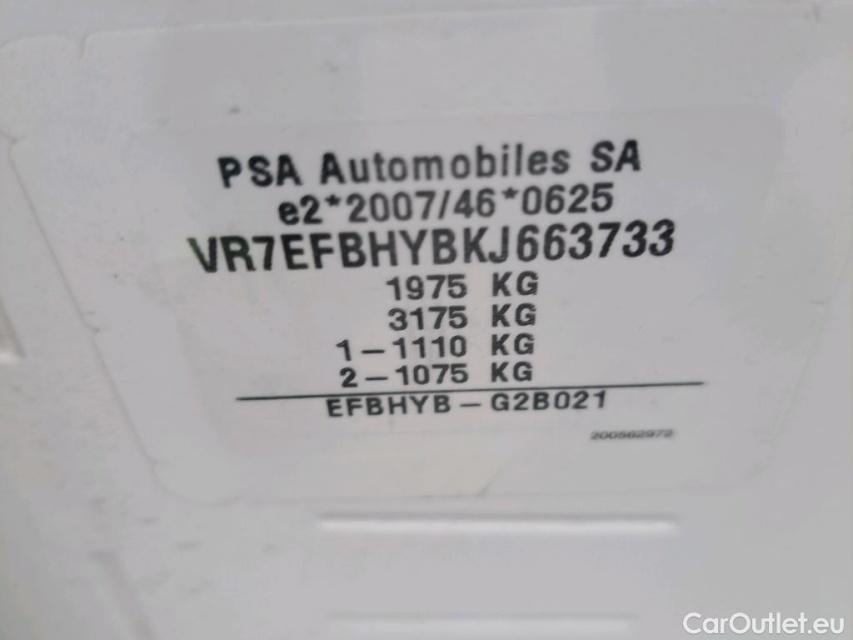 PSA Automobiles SA
e2*2007/46*0625
VR7EFBHYBKJ663733
1975 KG
3175 KG
1-1110 KG
2-1075 KG
EFBHYB-G2B021
200562972
CarOutlet.eu